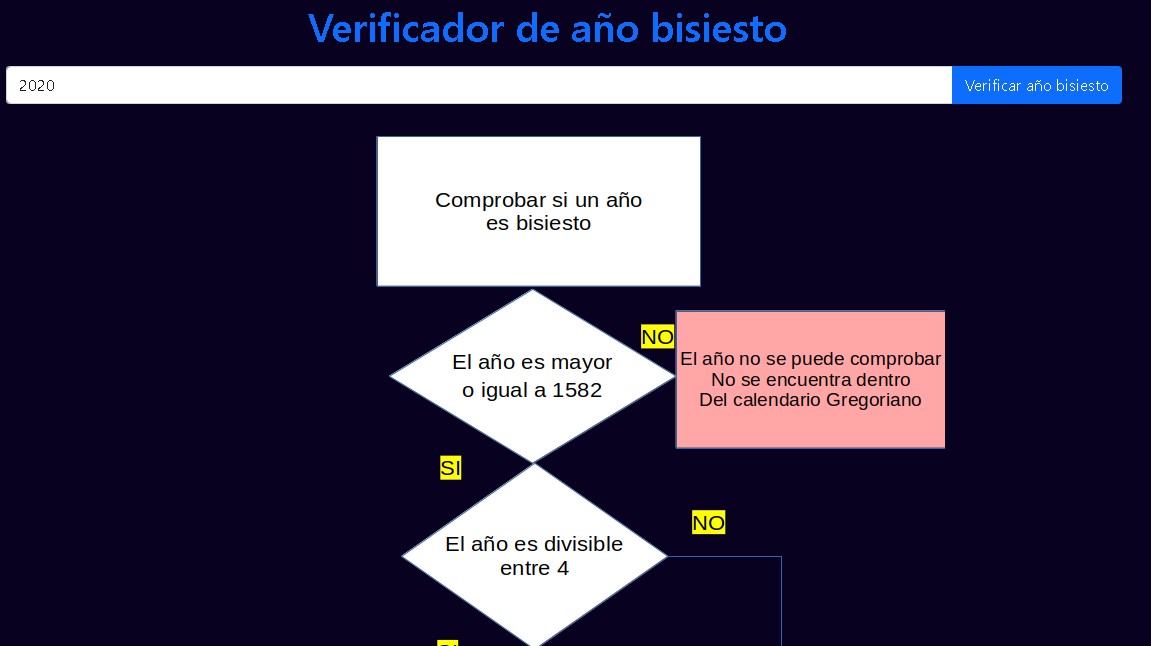 Verificador de año bisiesto
2020
Verificar año bisiesto
Comprobar si un año
es bisiesto
NO
El año es mayor
o igual a 1582
El año no se puede comprobar
No se encuentra dentro
Del calendario Gregoriano
SI
NO
El año es divisible
entre 4